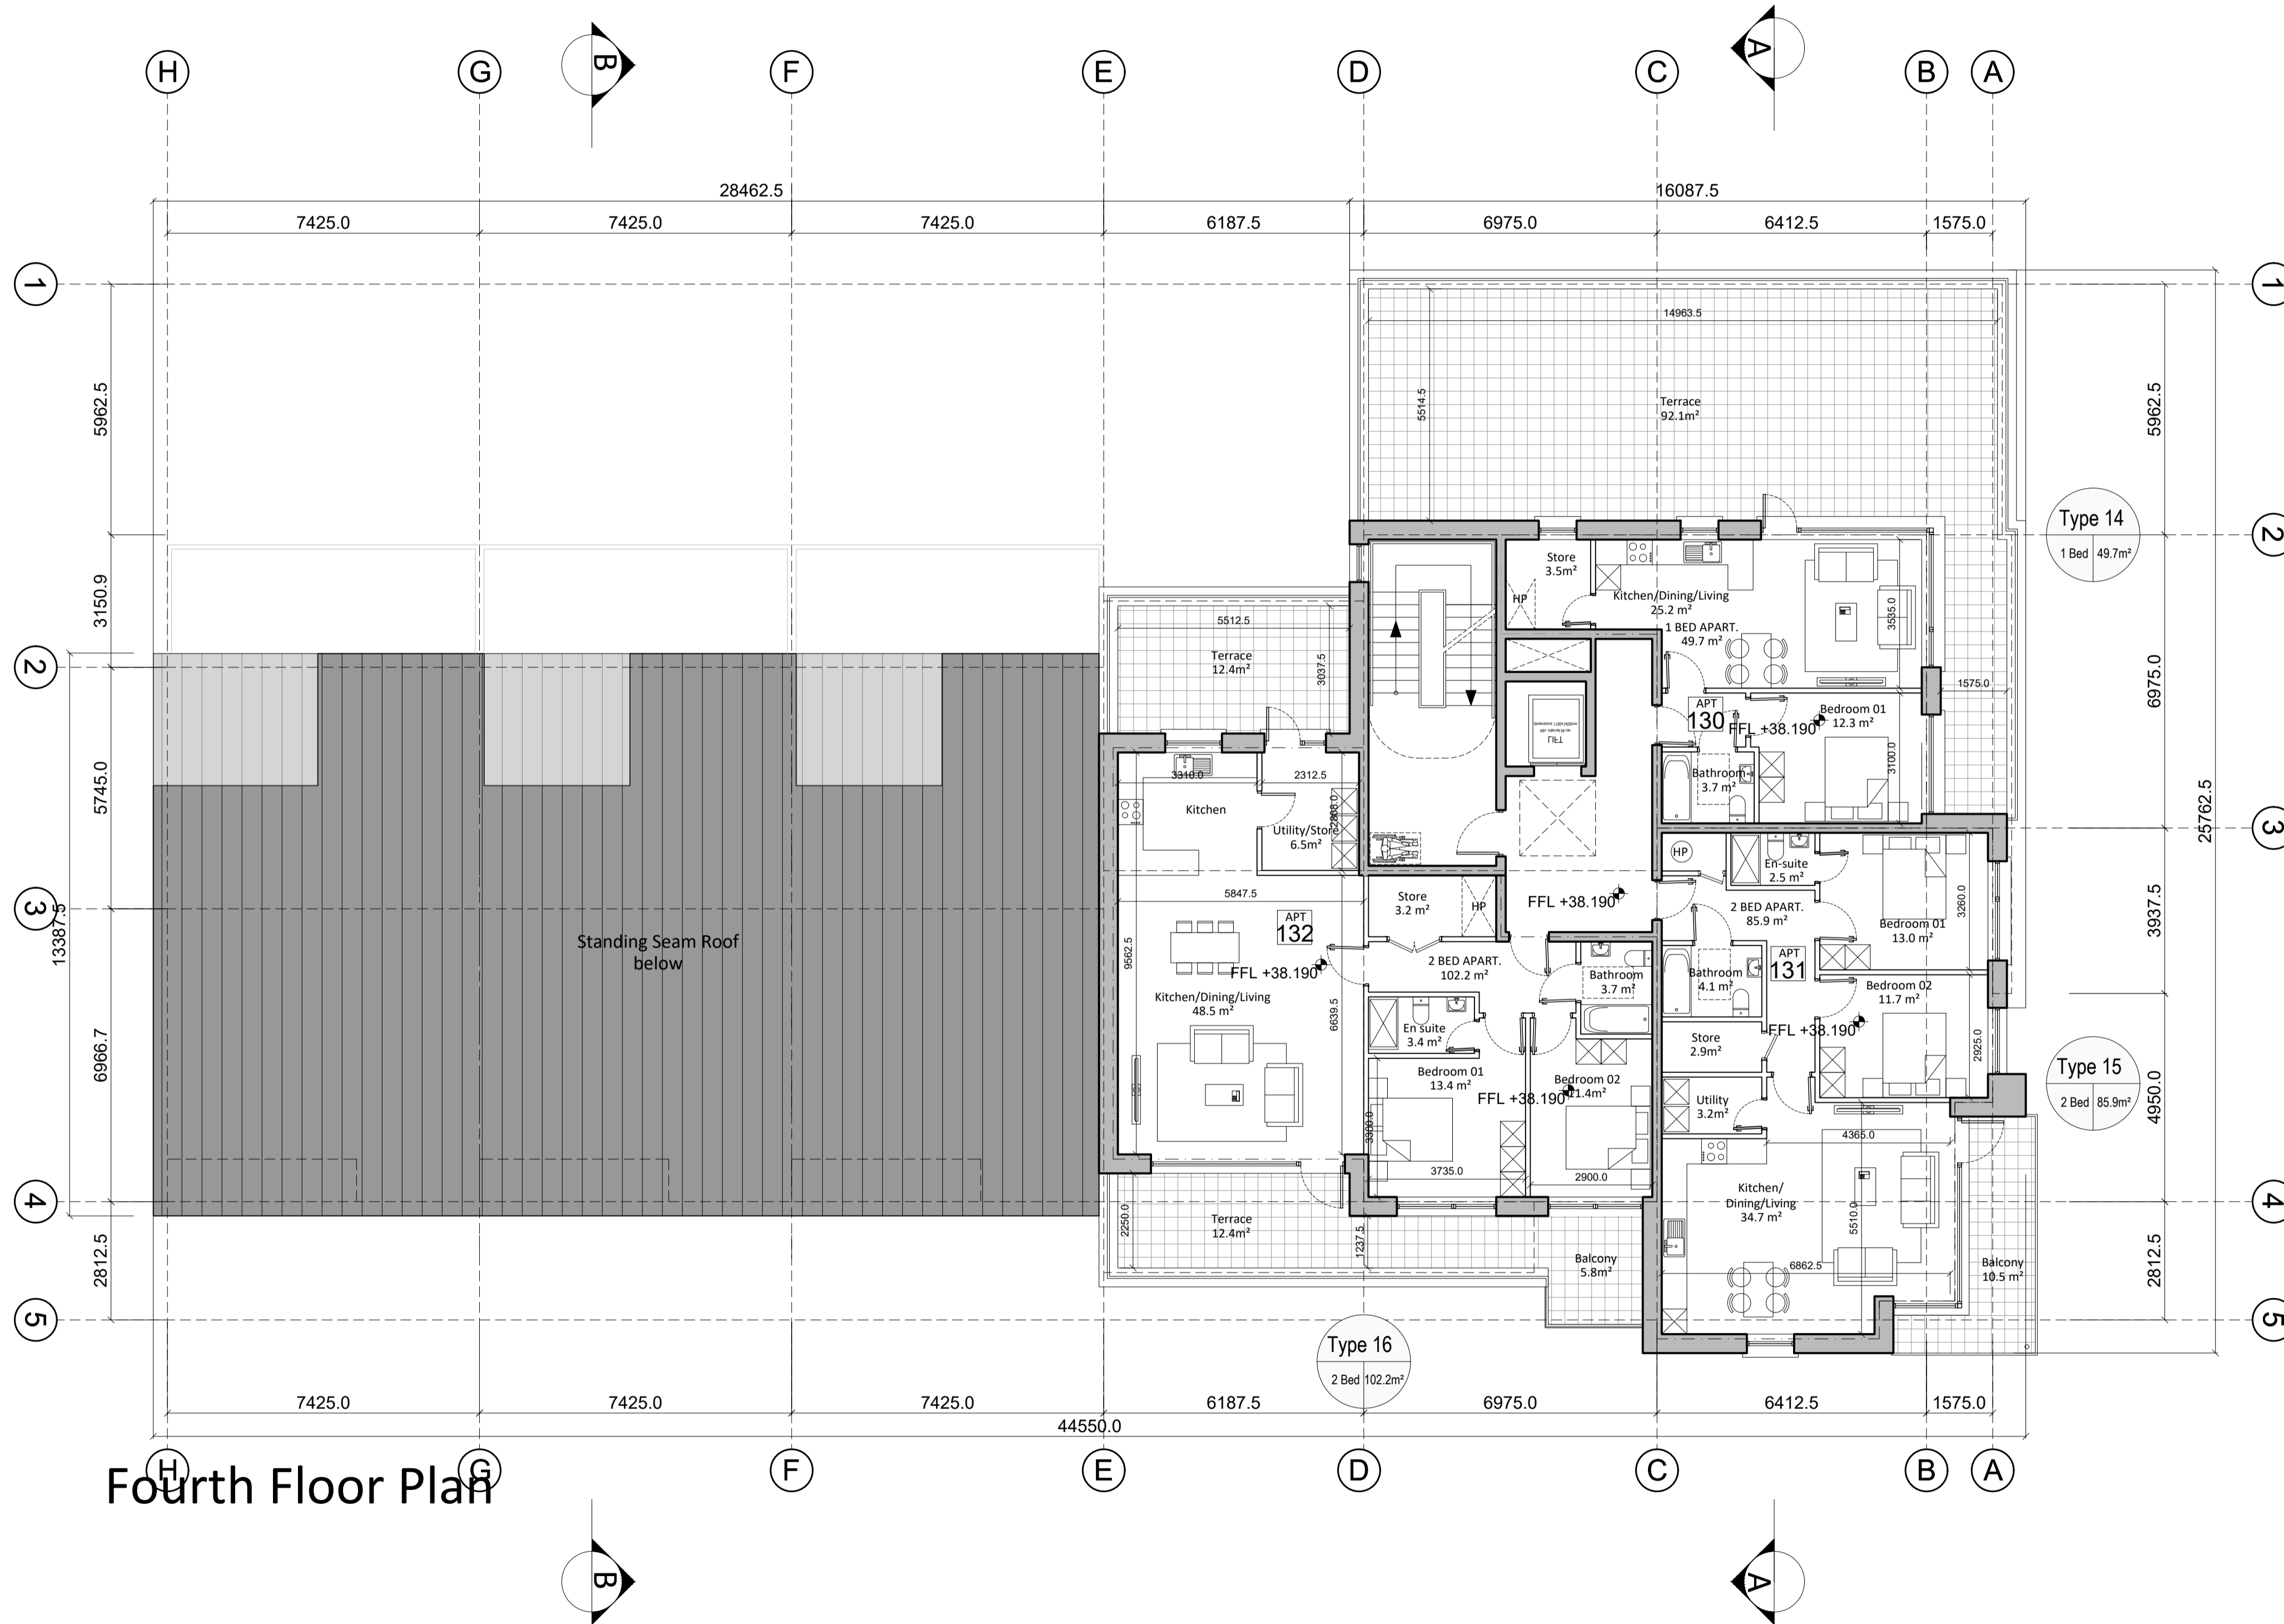 H
G
F
E
D
C
B
A
B
A
28462.5
16087.5
7425.0
7425.0
7425.0
6187.5
6975.0
6412.5
1575.0
1
1
5962.5
3150.9
5745.0
6966.7
2812.5
13387.5
2
3
4
5
5962.5
6975.0
3937.5
4950.0
2812.5
25762.5
2
3
4
5
Type 14
1 Bed 49.7m²
Type 15
2 Bed 85.9m²
Type 16
2 Bed 102.2m²
14963.5
5514.5
Terrace
92.1m²
Store
3.5m²
HP
Kitchen/Dining/Living
25.2 m²
1 BED APART.
49.7 m²
3535.0
1575.0
APT
130
FFL +38.190
Bedroom 01
12.3 m²
3100.0
Bathroom
3.7 m²
LIFT
5512.5
Terrace
12.4m²
3037.5
3310.0
2312.5
Kitchen
Utility/Store
6.5m²
2808.0
5847.5
APT
132
FFL +38.190
9562.5
6639.5
Kitchen/Dining/Living
48.5 m²
Store
3.2 m²
HP
FFL +38.190
2 BED APART.
102.2 m²
Bathroom
3.7 m²
En suite
3.4 m²
Bedroom 01
13.4 m²
FFL +38.190
Bedroom 02
11.4m²
3300.0
3735.0
2900.0
HP
En-suite
2.5 m²
2 BED APART.
85.9 m²
Bedroom 01
13.0 m²
3260.0
APT
131
Bathroom
4.1 m²
Bedroom 02
11.7 m²
FFL +38.190
2925.0
Store
2.9m²
Utility
3.2m²
4365.0
Kitchen/
Dining/Living
34.7 m²
5510.0
6862.5
Balcony
10.5 m²
Terrace
12.4m²
2250.0
1237.5
Balcony
5.8m²
Standing Seam Roof
below
7425.0
7425.0
7425.0
6187.5
6975.0
6412.5
1575.0
44550.0
H
G
F
E
D
C
B
A
Fourth Floor Plan
B
A